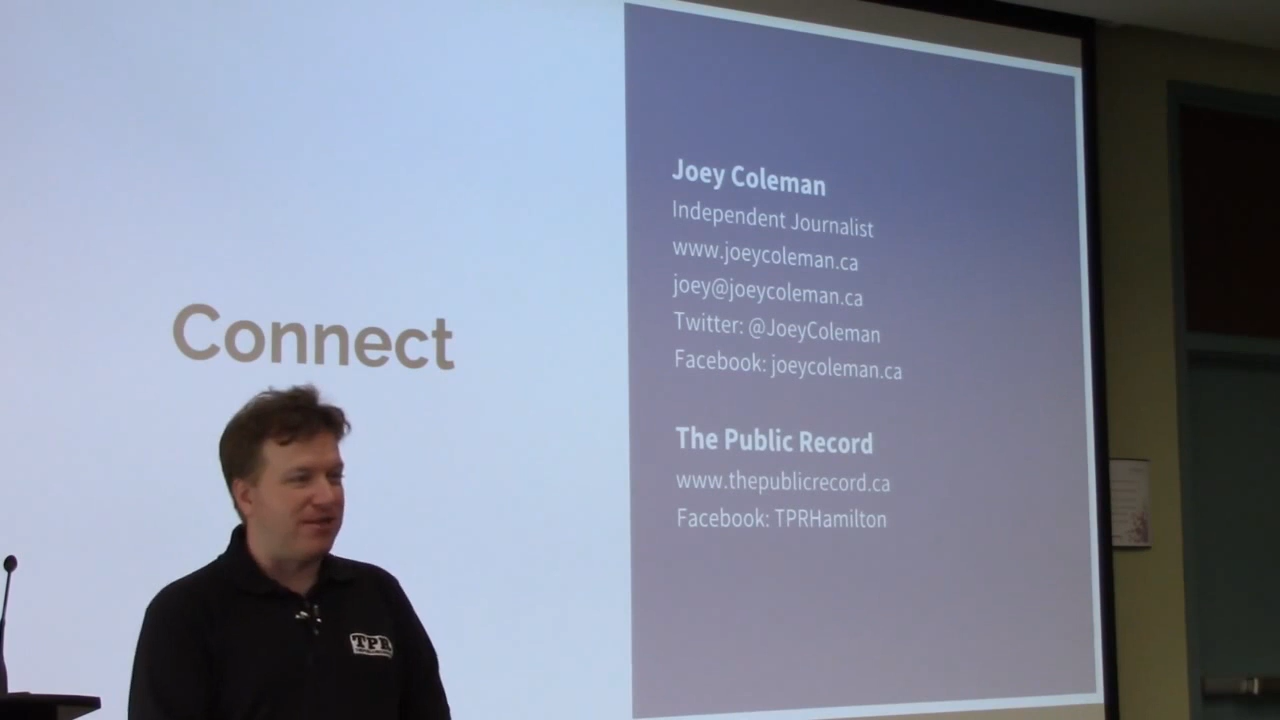 Connect
Joey Coleman
Independent Journalist
www.joeycoleman.ca
joey@joeycoleman.ca
Twitter: @JoeyColeman
Facebook: joeycoleman.ca
The Public Record
www.thepublicrecord.ca
Facebook: TPRHamilton
TPR